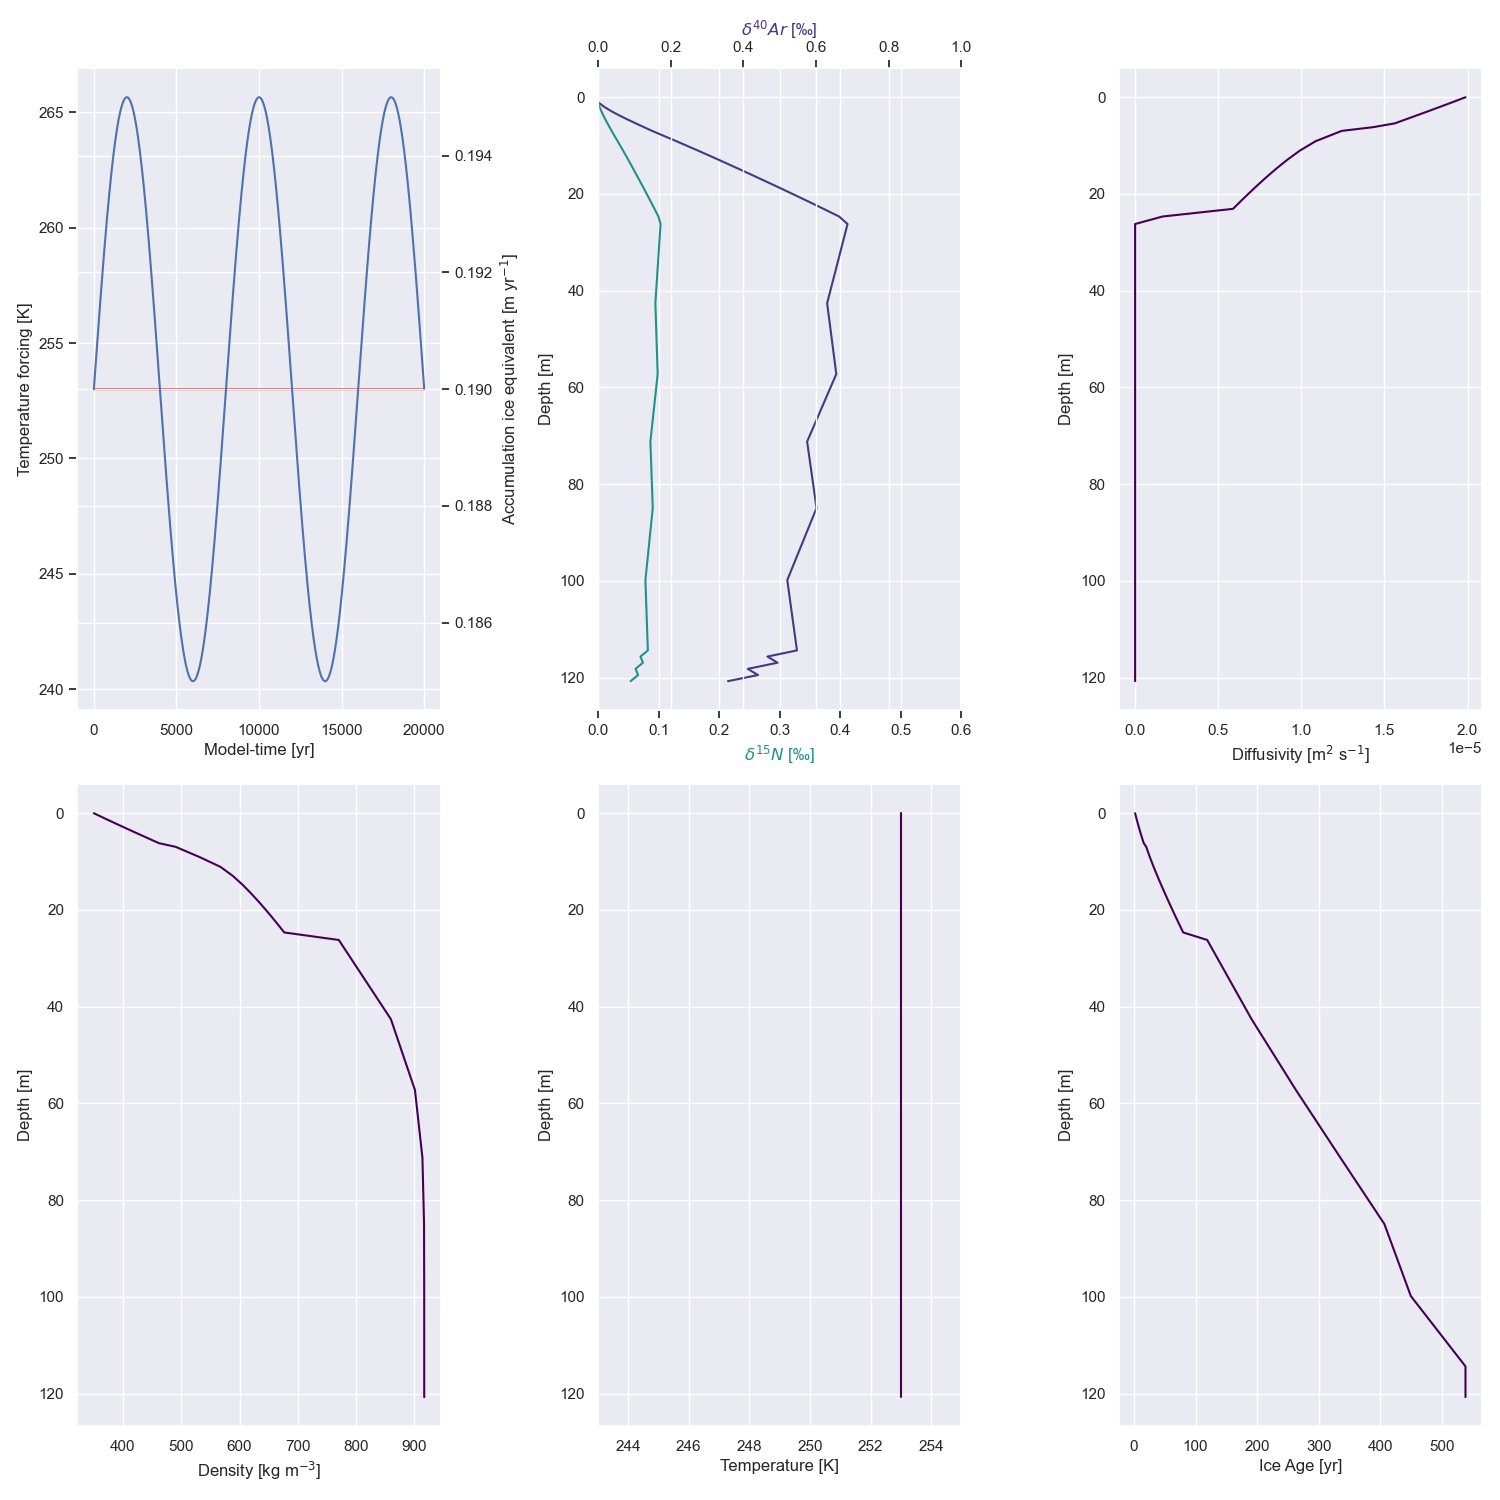 265
260
255
250
245
240
Temperature forcing [K]
0 5000 10000 15000 20000
Model-time [yr]
0.194
0.192
0.190
0.188
0.186
Accumulation ice equivalent [m yr⁻¹]
δ⁴⁰Ar [‰]
0.0 0.2 0.4 0.6 0.8 1.0
0
20
40
60
80
100
120
Depth [m]
0.0 0.1 0.2 0.3 0.4 0.5 0.6
δ¹⁵N [‰]
0
20
40
60
80
100
120
Depth [m]
0.0 0.5 1.0 1.5 2.0
1e−5
Diffusivity [m² s⁻¹]
0
20
40
60
80
100
120
Depth [m]
400 500 600 700 800 900
Density [kg m⁻³]
0
20
40
60
80
100
120
Depth [m]
244 246 248 250 252 254
Temperature [K]
0
20
40
60
80
100
120
Depth [m]
0 100 200 300 400 500
Ice Age [yr]